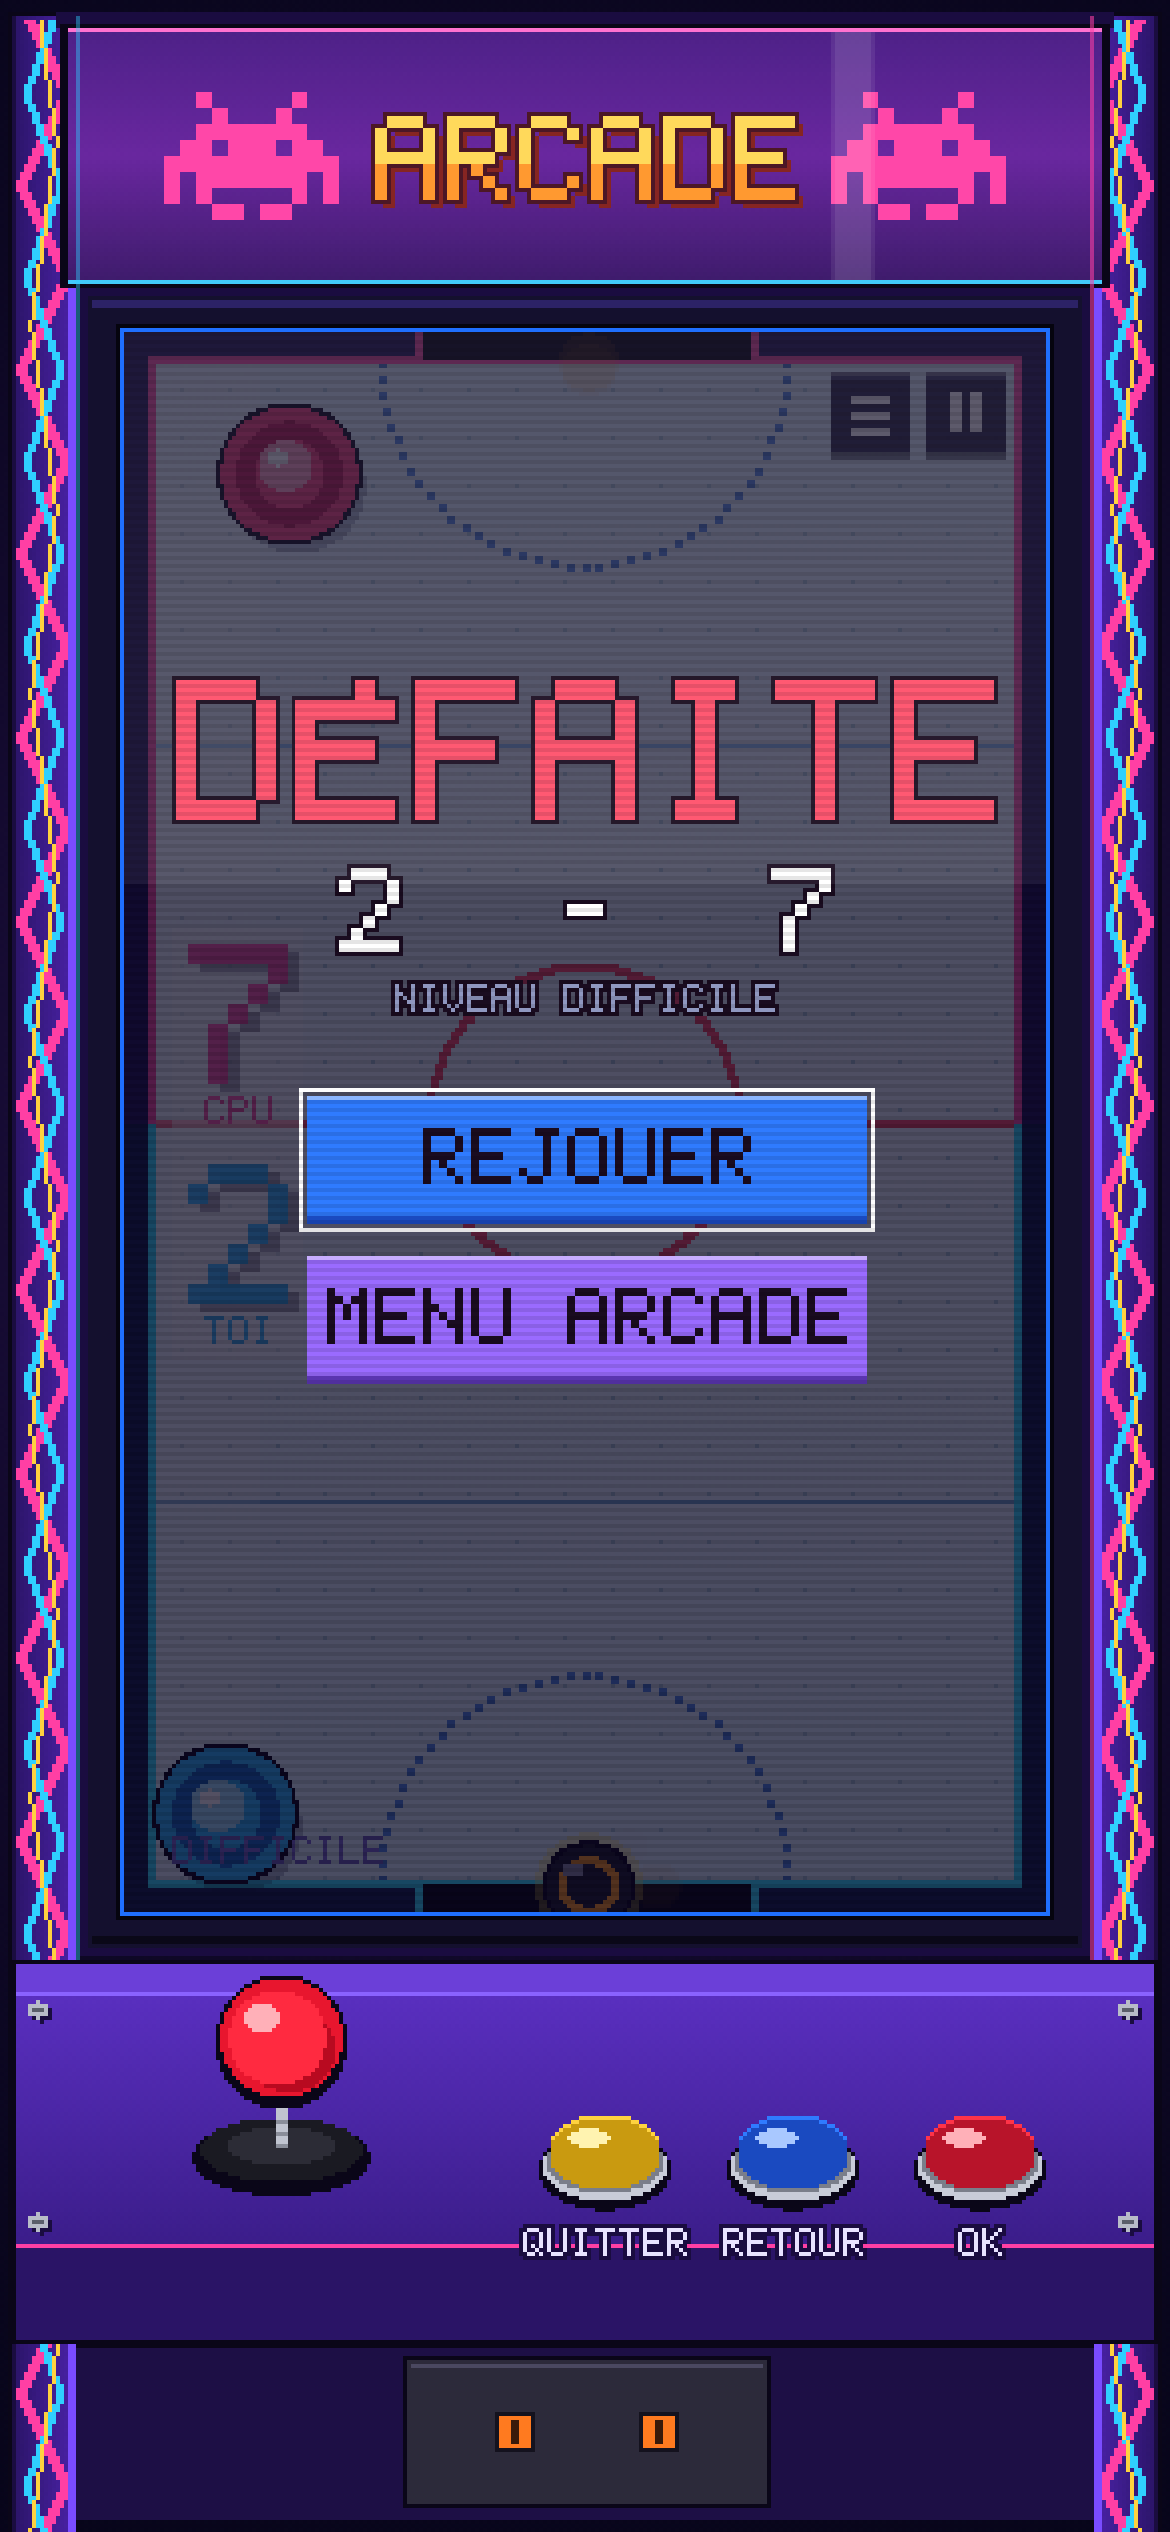 ARCADE
DÉFAITE
2 - 7
NIVEAU DIFFICILE
7
CPU
REJOUER
2
TOI
MENU ARCADE
DIFFICILE
QUITTER RETOUR OK